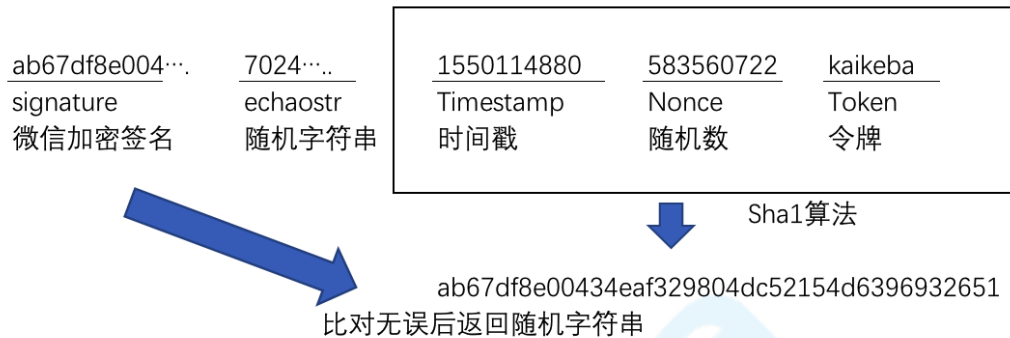 ab67df8e004…. 7024….. 1550114880 583560722 kaikeba
signature echaostr Timestamp Nonce Token
微信加密签名 随机字符串 时间戳 随机数 令牌
Sha1算法
ab67df8e00434eaf329804dc52154d6396932651
比对无误后返回随机字符串